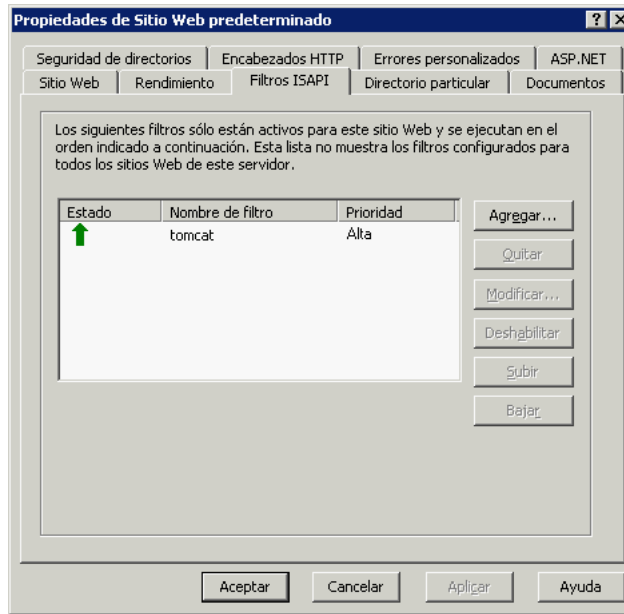 Propiedades de Sitio Web predeterminado
Seguridad de directorios Encabezados HTTP Errores personalizados ASP.NET
Sitio Web Rendimiento Filtros ISAPI Directorio particular Documentos
Los siguientes filtros sólo están activos para este sitio Web y se ejecutan en el
orden indicado a continuación. Esta lista no muestra los filtros configurados para
todos los sitios Web de este servidor.
Estado Nombre de filtro Prioridad
tomcat Alta
Agregar...
Quitar
Modificar...
Deshabilitar
Subir
Bajar
Aceptar Cancelar Aplicar Ayuda